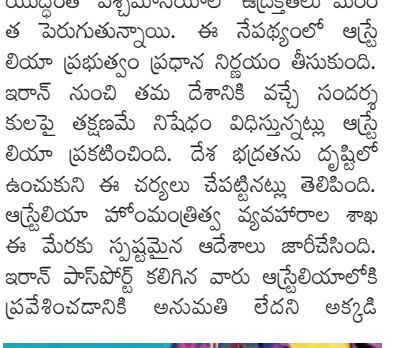 యుద్ధంతో పశ్చిమాసియాలో ఉద్రిక్తతలు మరిం
త పెరుగుతున్నాయి. ఈ నేపథ్యంలో ఆస్ట్రే
లియా ప్రభుత్వం ప్రధాన నిర్ణయం తీసుకుంది.
ఇరాన్ నుంచి తమ దేశానికి వచ్చే సందర్శ
కులపై తక్షణమే నిషేధం విధిస్తున్నట్లు ఆస్ట్రే
లియా ప్రకటించింది. దేశ భద్రతను దృష్టిలో
ఉంచుకుని ఈ చర్యలు చేపట్టినట్లు తెలిపింది.
ఆస్ట్రేలియా హోంమంత్రిత్వ వ్యవహారాల శాఖ
ఈ మేరకు స్పష్టమైన ఆదేశాలు జారీచేసింది.
ఇరాన్ పాస్‌పోర్ట్ కలిగిన వారు ఆస్ట్రేలియాలోకి
ప్రవేశించడానికి అనుమతి లేదని అక్కడి